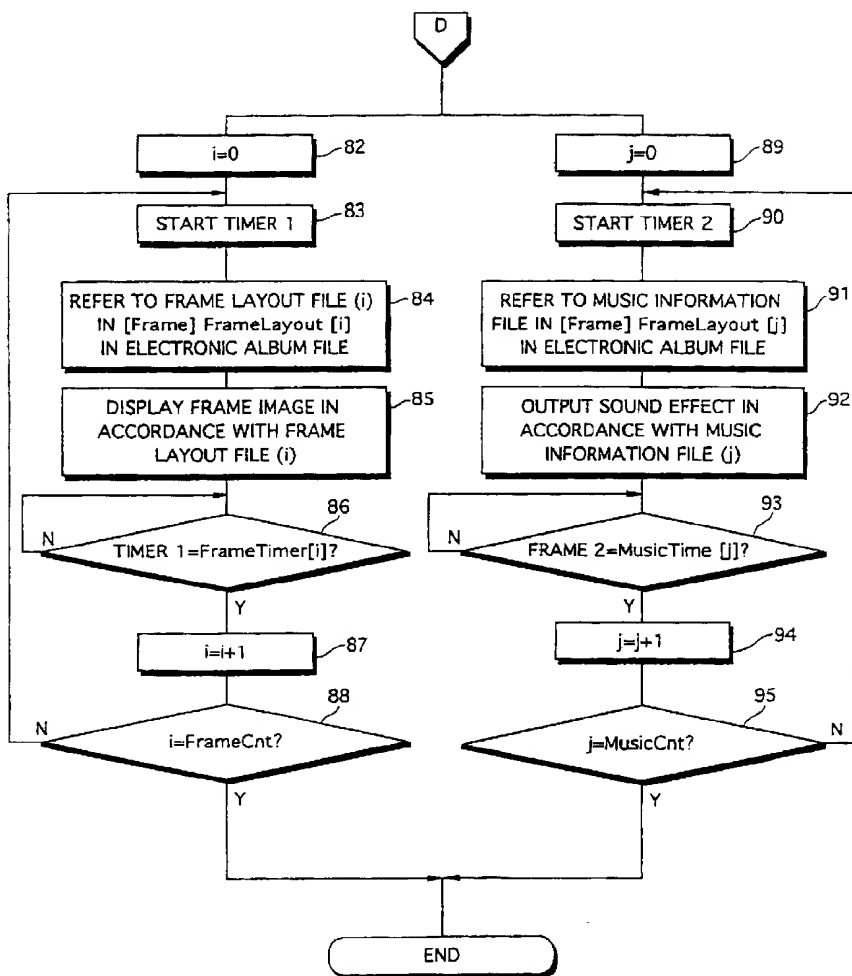 D
i=0
82
START TIMER 1
83
REFER TO FRAME LAYOUT FILE (i)
IN [Frame] FrameLayout [i]
IN ELECTRONIC ALBUM FILE
84
DISPLAY FRAME IMAGE IN
ACCORDANCE WITH FRAME
LAYOUT FILE (i)
85
86
N
TIMER 1=FrameTimer[i]?
Y
i=i+1
87
88
N
i=FrameCnt?
Y
j=0
89
START TIMER 2
90
REFER TO MUSIC INFORMATION
FILE IN [Frame] FrameLayout [j]
IN ELECTRONIC ALBUM FILE
91
OUTPUT SOUND EFFECT IN
ACCORDANCE WITH MUSIC
INFORMATION FILE (j)
92
93
N
FRAME 2=MusicTime [j]?
Y
j=j+1
94
95
N
j=MusicCnt?
Y
END